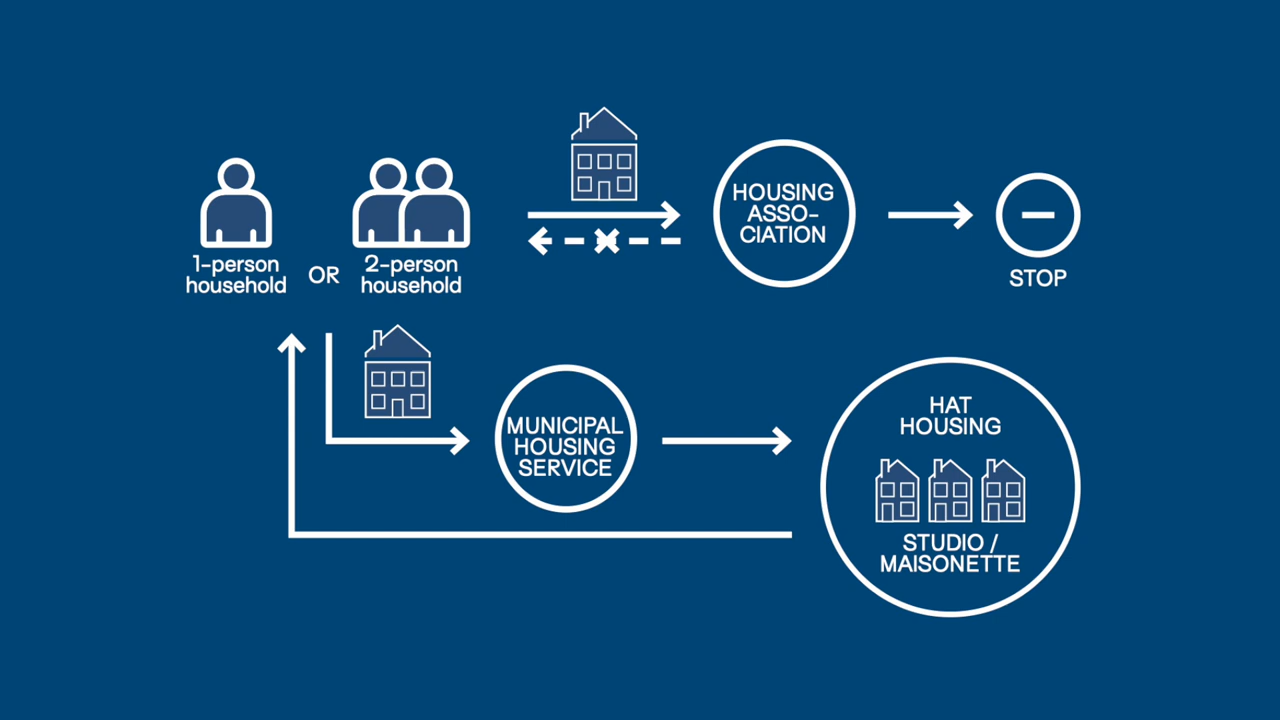 1-person
household
OR
2-person
household
HOUSING
ASSO-
CIATION
STOP
MUNICIPAL
HOUSING
SERVICE
HAT
HOUSING
STUDIO /
MAISONETTE